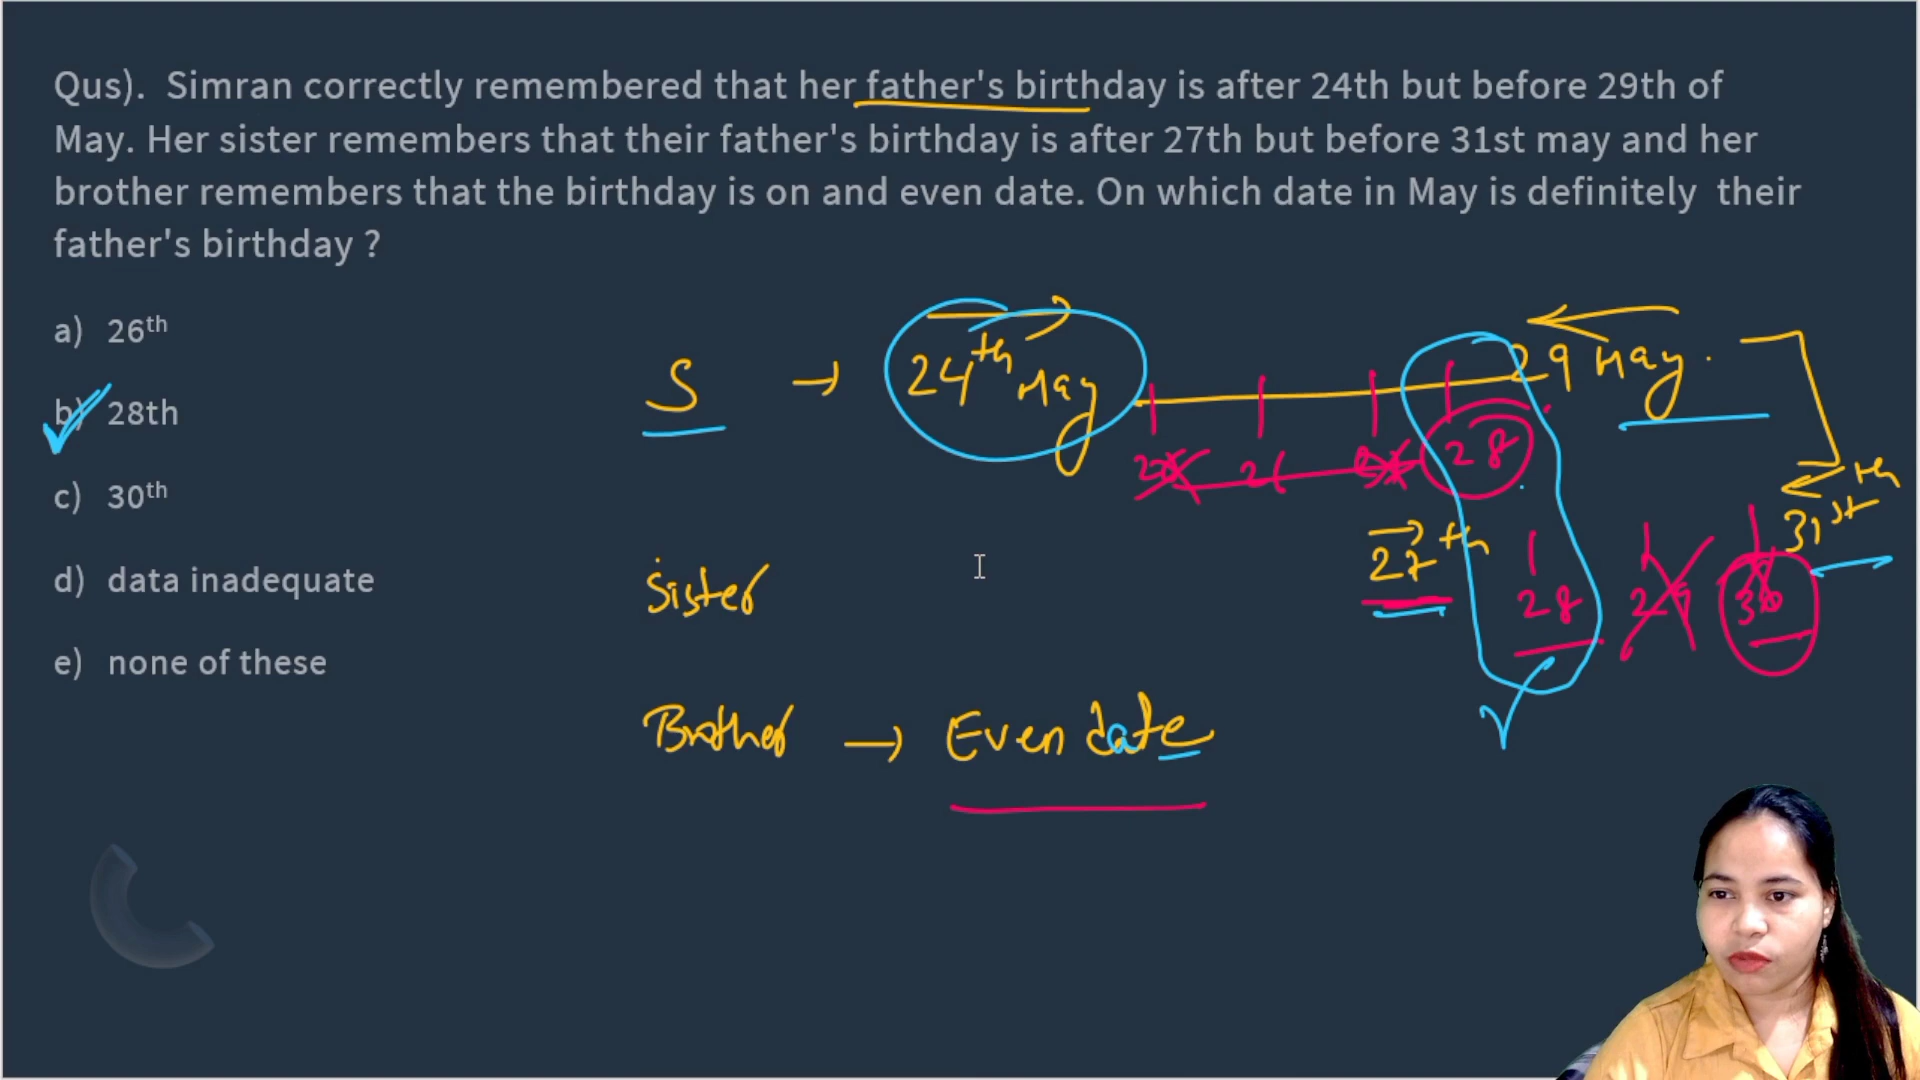 Qus). Simran correctly remembered that her father's birthday is after 24th but before 29th of
May. Her sister remembers that their father's birthday is after 27th but before 31st may and her
brother remembers that the birthday is on and even date. On which date in May is definitely their
father's birthday ?
a) 26th
b) 28th
c) 30th
d) data inadequate
e) none of these
S → 24th May 29 May.
26 28
27th 28 29 30 31st
Sister
Brother → Even date